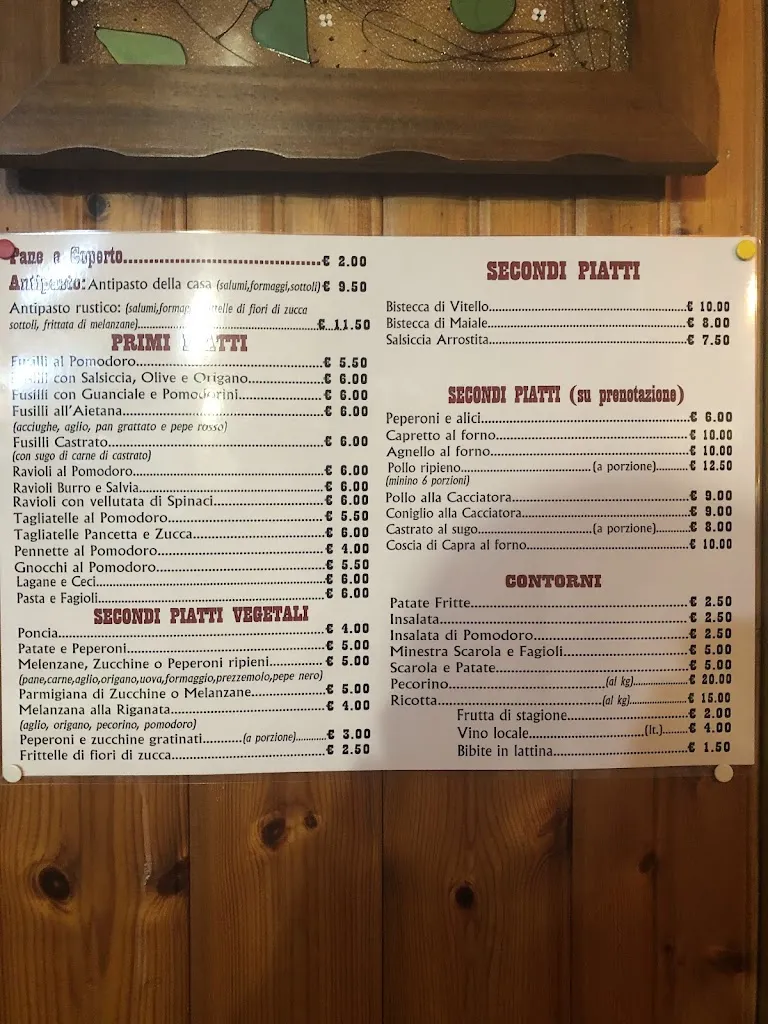 Pane e Coperto........€ 2.00
Antipasto: Antipasto della casa (salumi,formaggi,sottoli) € 9.50
Antipasto rustico: (salumi, frittelle di fiori di zucca
sottoli, frittata di melanzane)........€ 11.50
PRIMI PIATTI
Fusilli al Pomodoro........€ 5.50
Fusilli con Salsiccia, Olive e Origano........€ 6.00
Fusilli con Guanciale e Pomodorini........€ 6.00
Fusilli all'Aietana........€ 6.00
(acciughe, aglio, pan grattato e pepe rosso)
Fusilli Castrato........€ 6.00
(con sugo di carne di castrato)
Ravioli al Pomodoro........€ 6.00
Ravioli Burro e Salvia........€ 6.00
Ravioli con vellutata di Spinaci........€ 6.00
Tagliatelle al Pomodoro........€ 5.50
Tagliatelle Pancetta e Zucca........€ 6.00
Pennette al Pomodoro........€ 4.00
Gnocchi al Pomodoro........€ 5.50
Lagane e Ceci........€ 6.00
Pasta e Fagioli........€ 6.00
SECONDI PIATTI VEGETALI
Poncia........€ 4.00
Patate e Peperoni........€ 5.00
Melenzane, Zucchine o Peperoni ripieni........€ 5.00
(pane,carne,aglio,origano,uova,formaggio,prezzemolo,pepe nero)
Parmigiana di Zucchine o Melanzane........€ 5.00
Melanzana alla Riganata........€ 4.00
(aglio, origano, pecorino, pomodoro)
Peperoni e zucchine gratinati........(a porzione)........€ 3.00
Frittelle di fiori di zucca........€ 2.50
SECONDI PIATTI
Bistecca di Vitello........€ 10.00
Bistecca di Maiale........€ 8.00
Salsiccia Arrostita........€ 7.50
SECONDI PIATTI (su prenotazione)
Peperoni e alici........€ 6.00
Capretto al forno........€ 10.00
Agnello al forno........€ 10.00
Pollo ripieno........(a porzione)........€ 12.50
(minino 6 porzioni)
Pollo alla Cacciatora........€ 9.00
Coniglio alla Cacciatora........€ 9.00
Castrato al sugo........(a porzione)........€ 8.00
Coscia di Capra al forno........€ 10.00
CONTORNI
Patate Fritte........€ 2.50
Insalata........€ 2.50
Insalata di Pomodoro........€ 2.50
Minestra Scarola e Fagioli........€ 5.00
Scarola e Patate........€ 5.00
Pecorino........(al kg)........€ 20.00
Ricotta........(al kg)........€ 15.00
Frutta di stagione........€ 2.00
Vino locale........(lt.)........€ 4.00
Bibite in lattina........€ 1.50